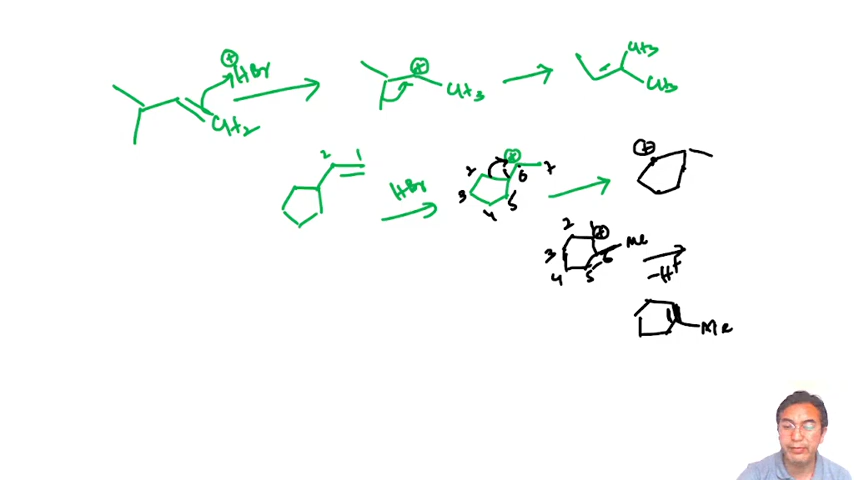 ⊕
HBr
CH2
⊕
CH3
CH3
CH3
2 1
HBr
⊕
2 3 4 5 6 7
⊕
2 1 ⊕ Me
3 4 5 6
-H+
Me